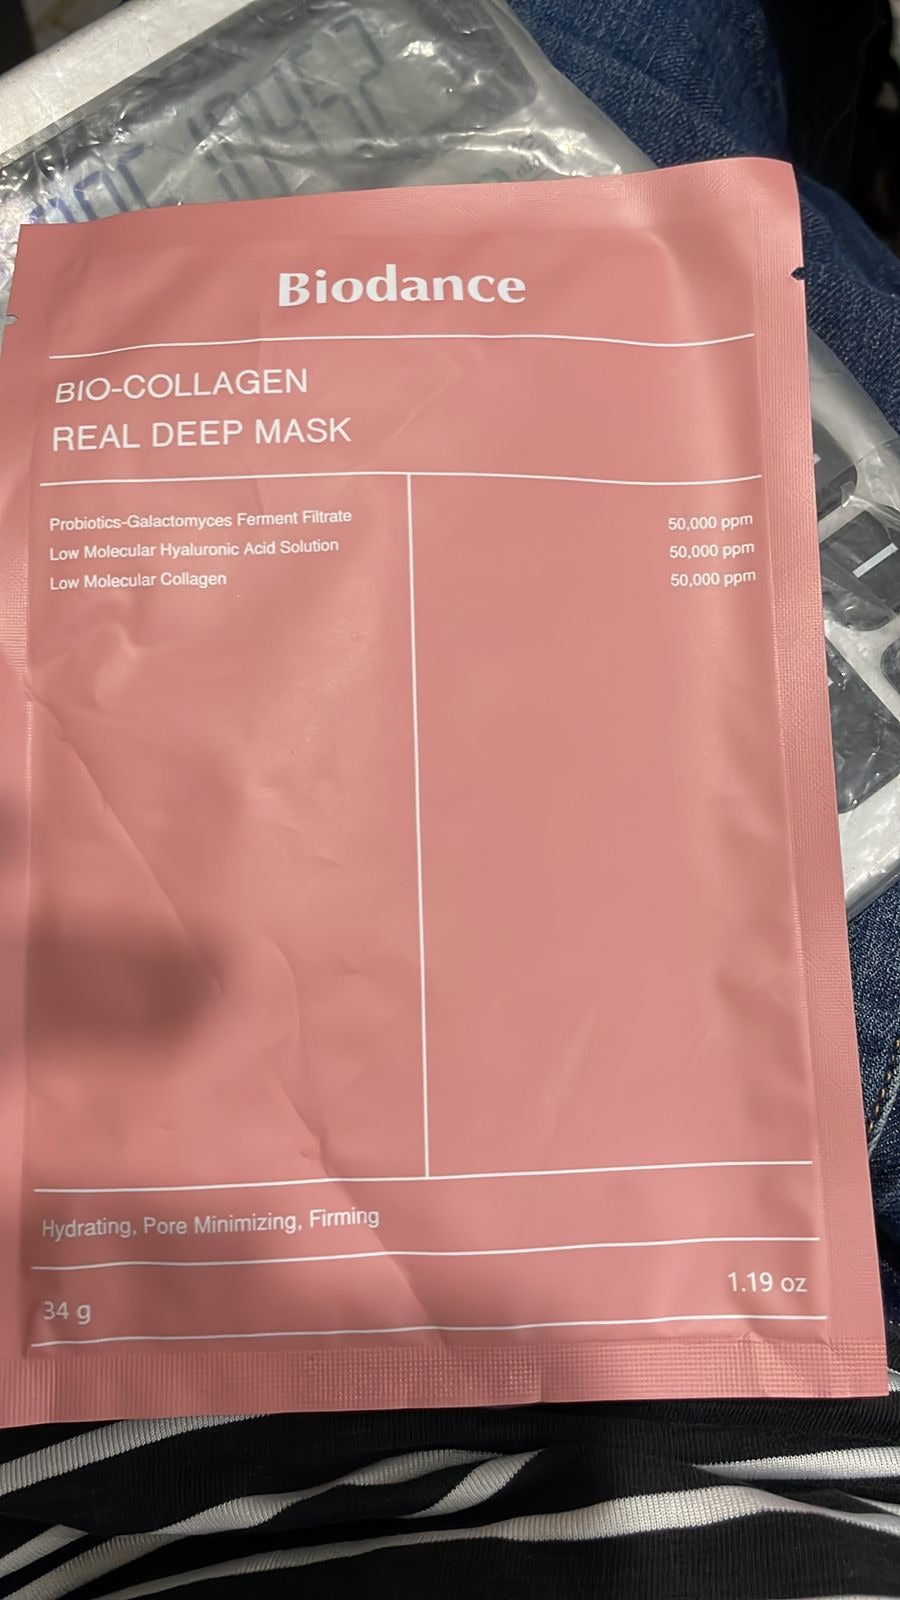 Biodance
BIO-COLLAGEN
REAL DEEP MASK
Probiotics-Galactomyces Ferment Filtrate 50,000 ppm
Low Molecular Hyaluronic Acid Solution 50,000 ppm
Low Molecular Collagen 50,000 ppm
Hydrating, Pore Minimizing, Firming
34 g 1.19 oz